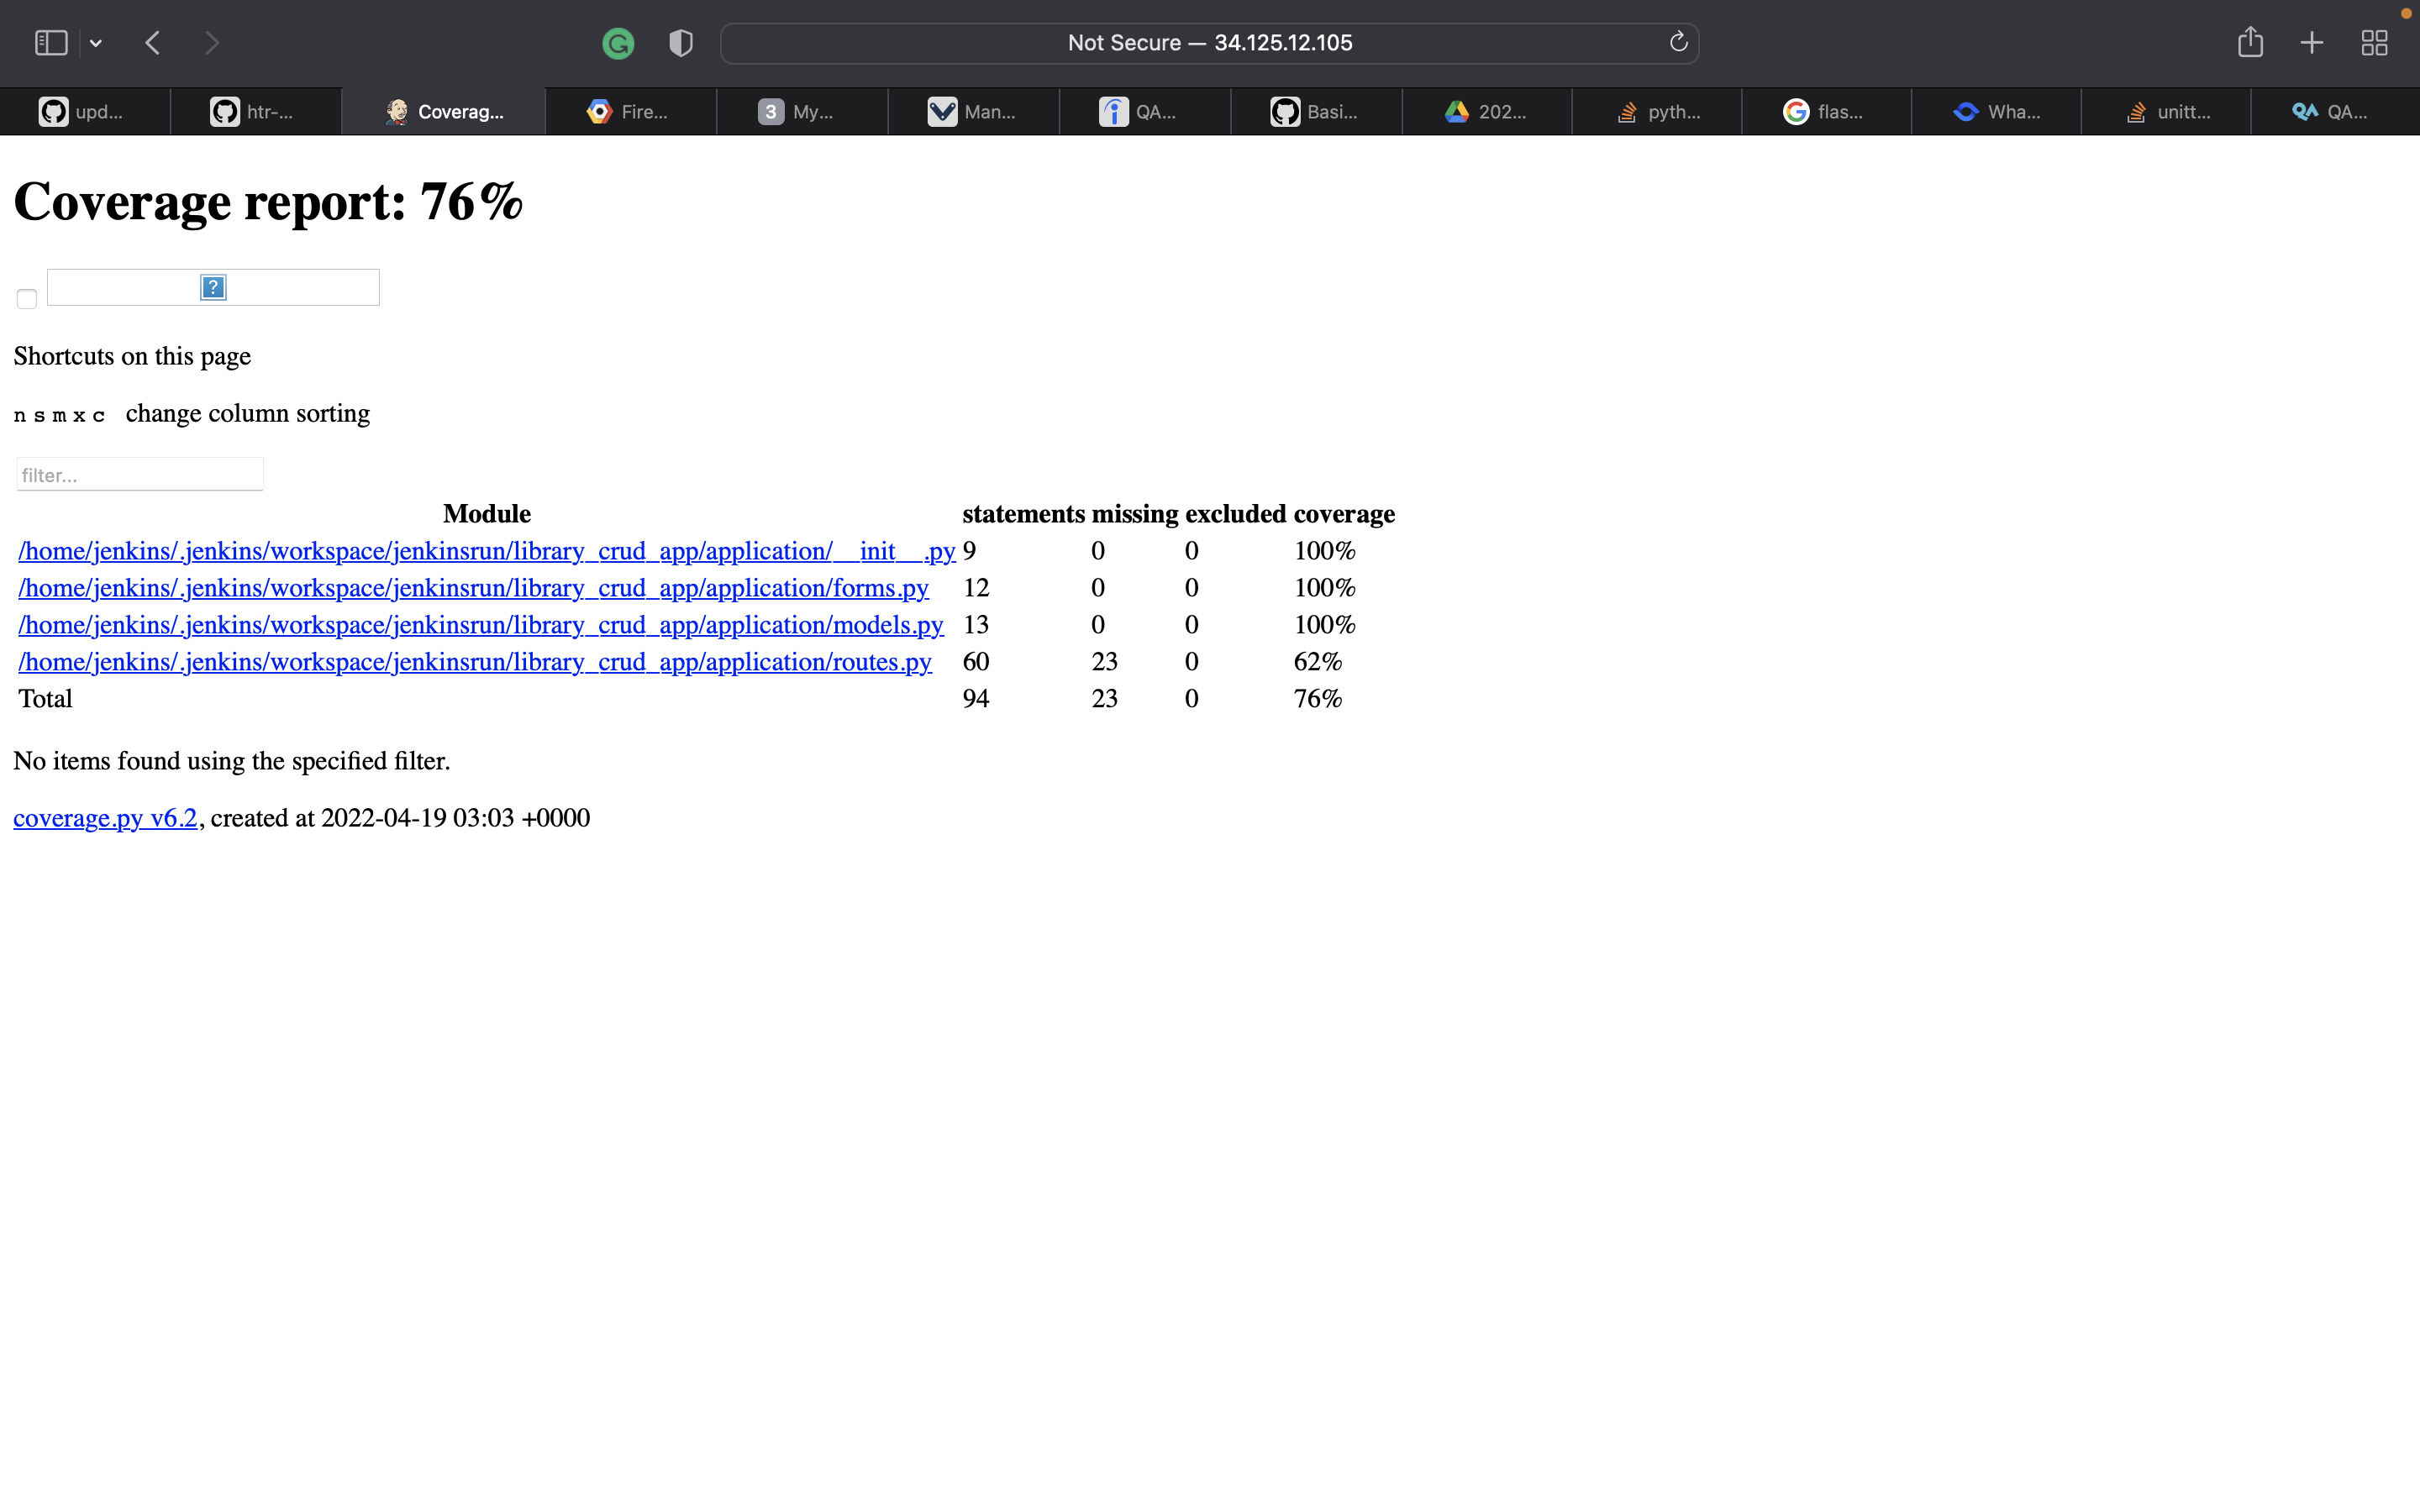 Not Secure — 34.125.12.105
upd...
htr-...
Coverag...
Fire...
3 My...
Man...
QA...
Basi...
202...
pyth...
flas...
Wha...
unitt...
QA QA...
Coverage report: 76%
?
Shortcuts on this page
n s m x c change column sorting
filter...
Module statements missing excluded coverage
/home/jenkins/.jenkins/workspace/jenkinsrun/library_crud_app/application/__init__.py 9 0 0 100%
/home/jenkins/.jenkins/workspace/jenkinsrun/library_crud_app/application/forms.py 12 0 0 100%
/home/jenkins/.jenkins/workspace/jenkinsrun/library_crud_app/application/models.py 13 0 0 100%
/home/jenkins/.jenkins/workspace/jenkinsrun/library_crud_app/application/routes.py 60 23 0 62%
Total 94 23 0 76%
No items found using the specified filter.
coverage.py v6.2, created at 2022-04-19 03:03 +0000